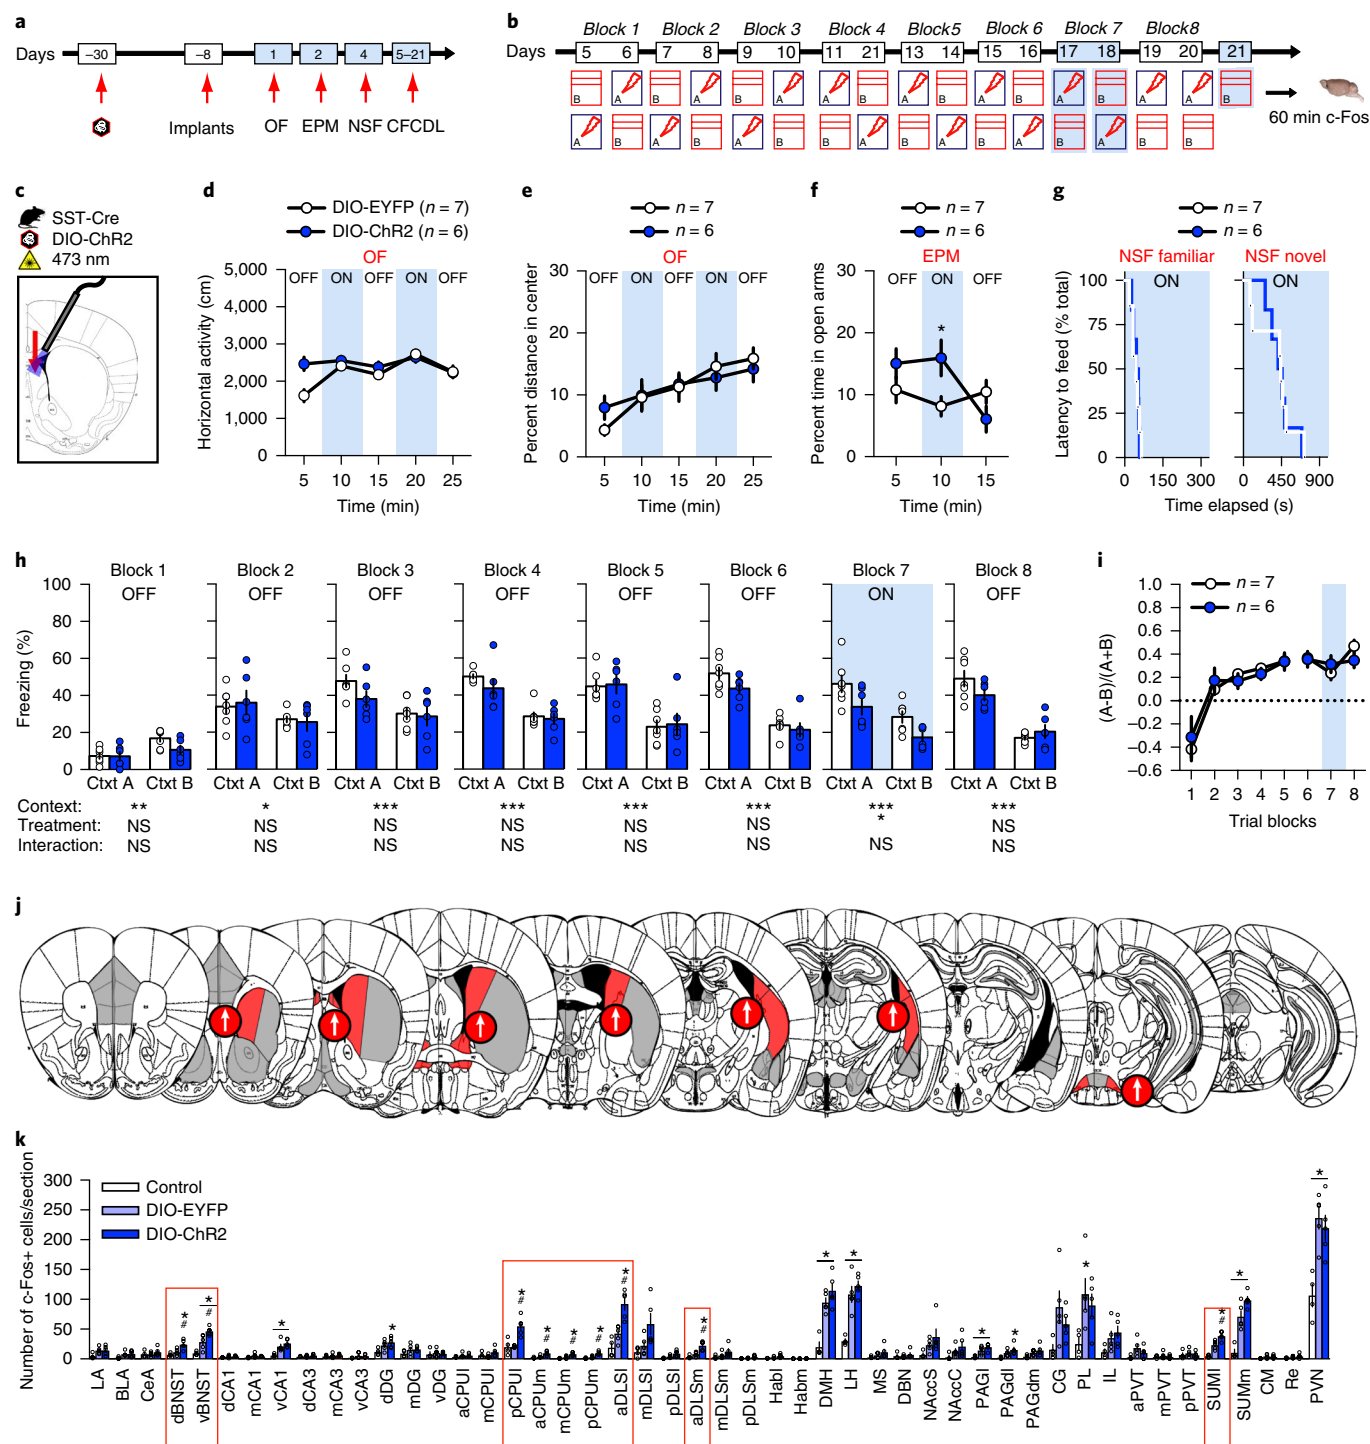 a
Days
–30
–8
1
2
4
5–21
Implants
OF
EPM
NSF
CFCDL
b
Block 1
Block 2
Block 3
Block 4
Block5
Block 6
Block 7
Block8
Days
5 6 7 8 9 10 11 21 13 14 15 16 17 18 19 20 21
B A B A B A B A B A B A A B A A B
A B A B A B B A B A B A B A B B
60 min c-Fos
c
SST-Cre
DIO-ChR2
473 nm
d
DIO-EYFP (n = 7)
DIO-ChR2 (n = 6)
OF
OFF ON OFF ON OFF
Horizontal activity (cm)
5,000
4,000
3,000
2,000
1,000
0
5 10 15 20 25
Time (min)
e
n = 7
n = 6
OF
OFF ON OFF ON OFF
Percent distance in center
30
20
10
0
5 10 15 20 25
Time (min)
f
n = 7
n = 6
EPM
OFF ON OFF
*
Percent time in open arms
30
20
10
0
5 10 15
Time (min)
g
n = 7
n = 6
NSF familiar
NSF novel
ON
ON
Latency to feed (% total)
100
75
50
25
0
0 150 300
0 450 900
Time elapsed (s)
h
Block 1 Block 2 Block 3 Block 4 Block 5 Block 6 Block 7 Block 8
OFF OFF OFF OFF OFF OFF ON OFF
Freezing (%)
100
80
60
40
20
0
Ctxt A Ctxt B Ctxt A Ctxt B Ctxt A Ctxt B Ctxt A Ctxt B Ctxt A Ctxt B Ctxt A Ctxt B Ctxt A Ctxt B Ctxt A Ctxt B
Context: ** * *** *** *** *** *** ***
Treatment: NS NS NS NS NS NS * NS
Interaction: NS NS NS NS NS NS NS NS
i
n = 7
n = 6
(A-B)/(A+B)
1.0
0.8
0.6
0.4
0.2
0.0
–0.2
–0.4
–0.6
1 2 3 4 5 6 7 8
Trial blocks
j
k
Number of c-Fos+ cells/section
300
250
200
150
100
50
0
Control
DIO-EYFP
DIO-ChR2
* # * # * * * # * # * # * # * # * # * * * * * * # * *
LA BLA CeA dBNST vBNST dCA1 mCA1 vCA1 dCA3 mCA3 vCA3 dDG mDG vDG aCPUl mCPUl pCPUl aCPUm mCPUm pCPUm aDLSl mDLSl pDLSl aDLSm mDLSm pDLSm Habl Habm DMH LH MS DBN NAccS NAccC PAGl PAGdl PAGdm CG PL IL aPVT mPVT pPVT SUMl SUMm CM Re PVN